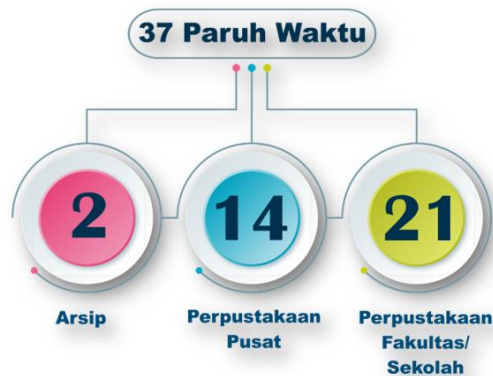 37 Paruh Waktu
2
14
21
Arsip
Perpustakaan
Pusat
Perpustakaan
Fakultas/
Sekolah